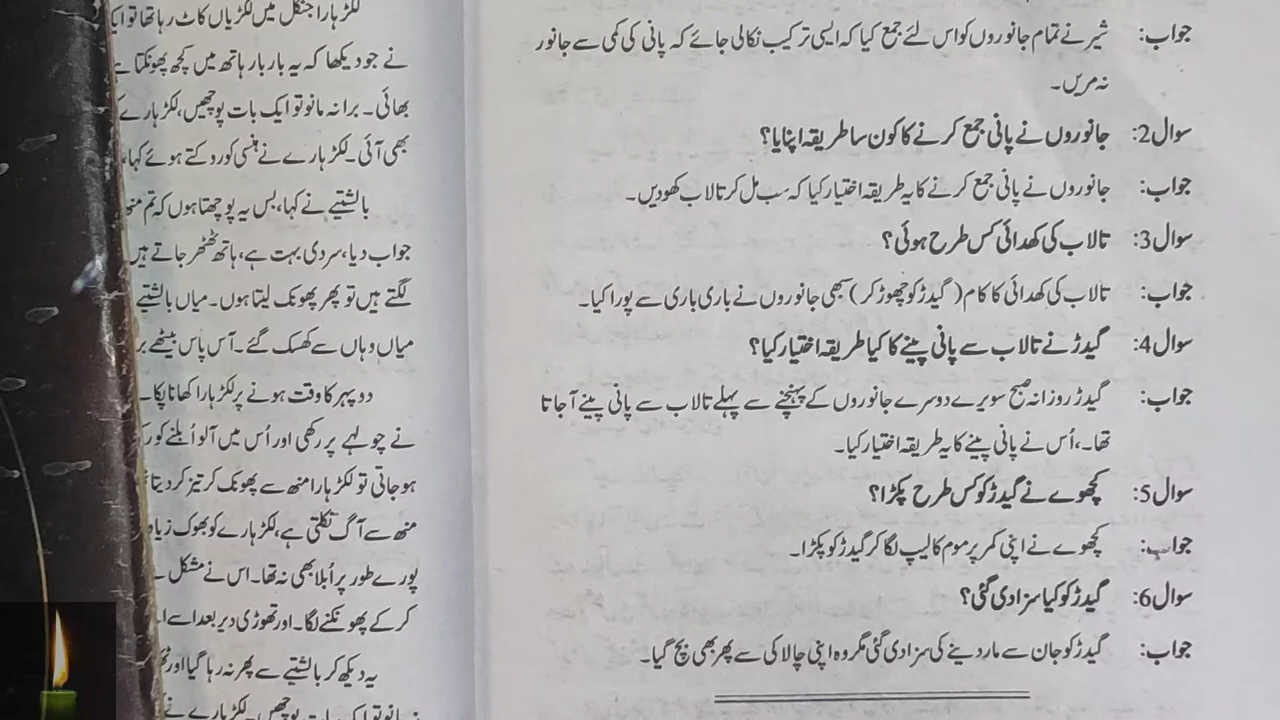 جواب: شیر نے تمام جانوروں کو اس لئے جمع کیا کہ ایسی ترکیب نکالی جائے کہ پانی کی کمی سے جانور
نہ مریں۔
سوال 2: جانوروں نے پانی جمع کرنے کا کون سا طریقہ اپنایا؟
جواب: جانوروں نے پانی جمع کرنے کا یہ طریقہ اختیار کیا کہ سب مل کر تالاب کھودیں۔
سوال 3: تالاب کی کھدائی کس طرح ہوئی؟
جواب: تالاب کی کھدائی کا کام (گیدڑ کو چھوڑ کر) سبھی جانوروں نے باری باری سے پورا کیا۔
سوال 4: گیدڑ نے تالاب سے پانی پینے کا کیا طریقہ اختیار کیا؟
جواب: گیدڑ روزانہ صبح سویرے دوسرے جانوروں کے پہنچنے سے پہلے تالاب سے پانی پینے آجاتا
تھا۔، اُس نے پانی پینے کا یہ طریقہ اختیار کیا۔
سوال 5: کچھوے نے گیدڑ کو کس طرح پکڑا؟
جواب: کچھوے نے اپنی کمر پر موم کا لیپ لگا کر گیدڑ کو پکڑا۔
سوال 6: گیدڑ کو کیا سزا دی گئی؟
جواب: گیدڑ کو جان سے مار دینے کی سزا دی گئی مگر وہ اپنی چالاکی سے پھر بھی بچ گیا۔
لکڑہارا جنگل میں لکڑیاں کاٹ رہا تھا تو
نے جو دیکھا کہ یہ بار بار ہاتھ میں کچھ پھونکتا
بھائی۔ برا نہ مانو تو ایک بات پوچھیں، لکڑہارے
بھی آئی۔ لکڑہارے نے ہنسی کو روکتے ہوئے کہا،
بالشتیے نے کہا، بس یہ پوچھتا ہوں کہ تم
جواب دیا، سردی بہت ہے، ہاتھ ٹھٹھر جاتے ہیں
لگتے ہیں تو پھر پھونک لیتا ہوں۔ میاں بالشتیے
میاں وہاں سے کھسک گئے۔ آس پاس بیٹھے
دوپہر کا وقت ہونے پر لکڑہارا کھانا پکا
نے چولہے پر رکھی اور اُس میں آلو اُبلنے کو
ہو جاتی تو لکڑہارا منھ سے پھونک کر تیز کر دیتا
منھ سے آگ نکلتی ہے، لکڑہارے کو بھوک
پورے طور پر اُبلا بھی نہ تھا۔ اس نے مشکل
کر کے پھونکنے لگا۔ اور تھوڑی دیر بعد اسے
یہ دیکھ کر بالشتیے سے پھر نہ رہا گیا اور